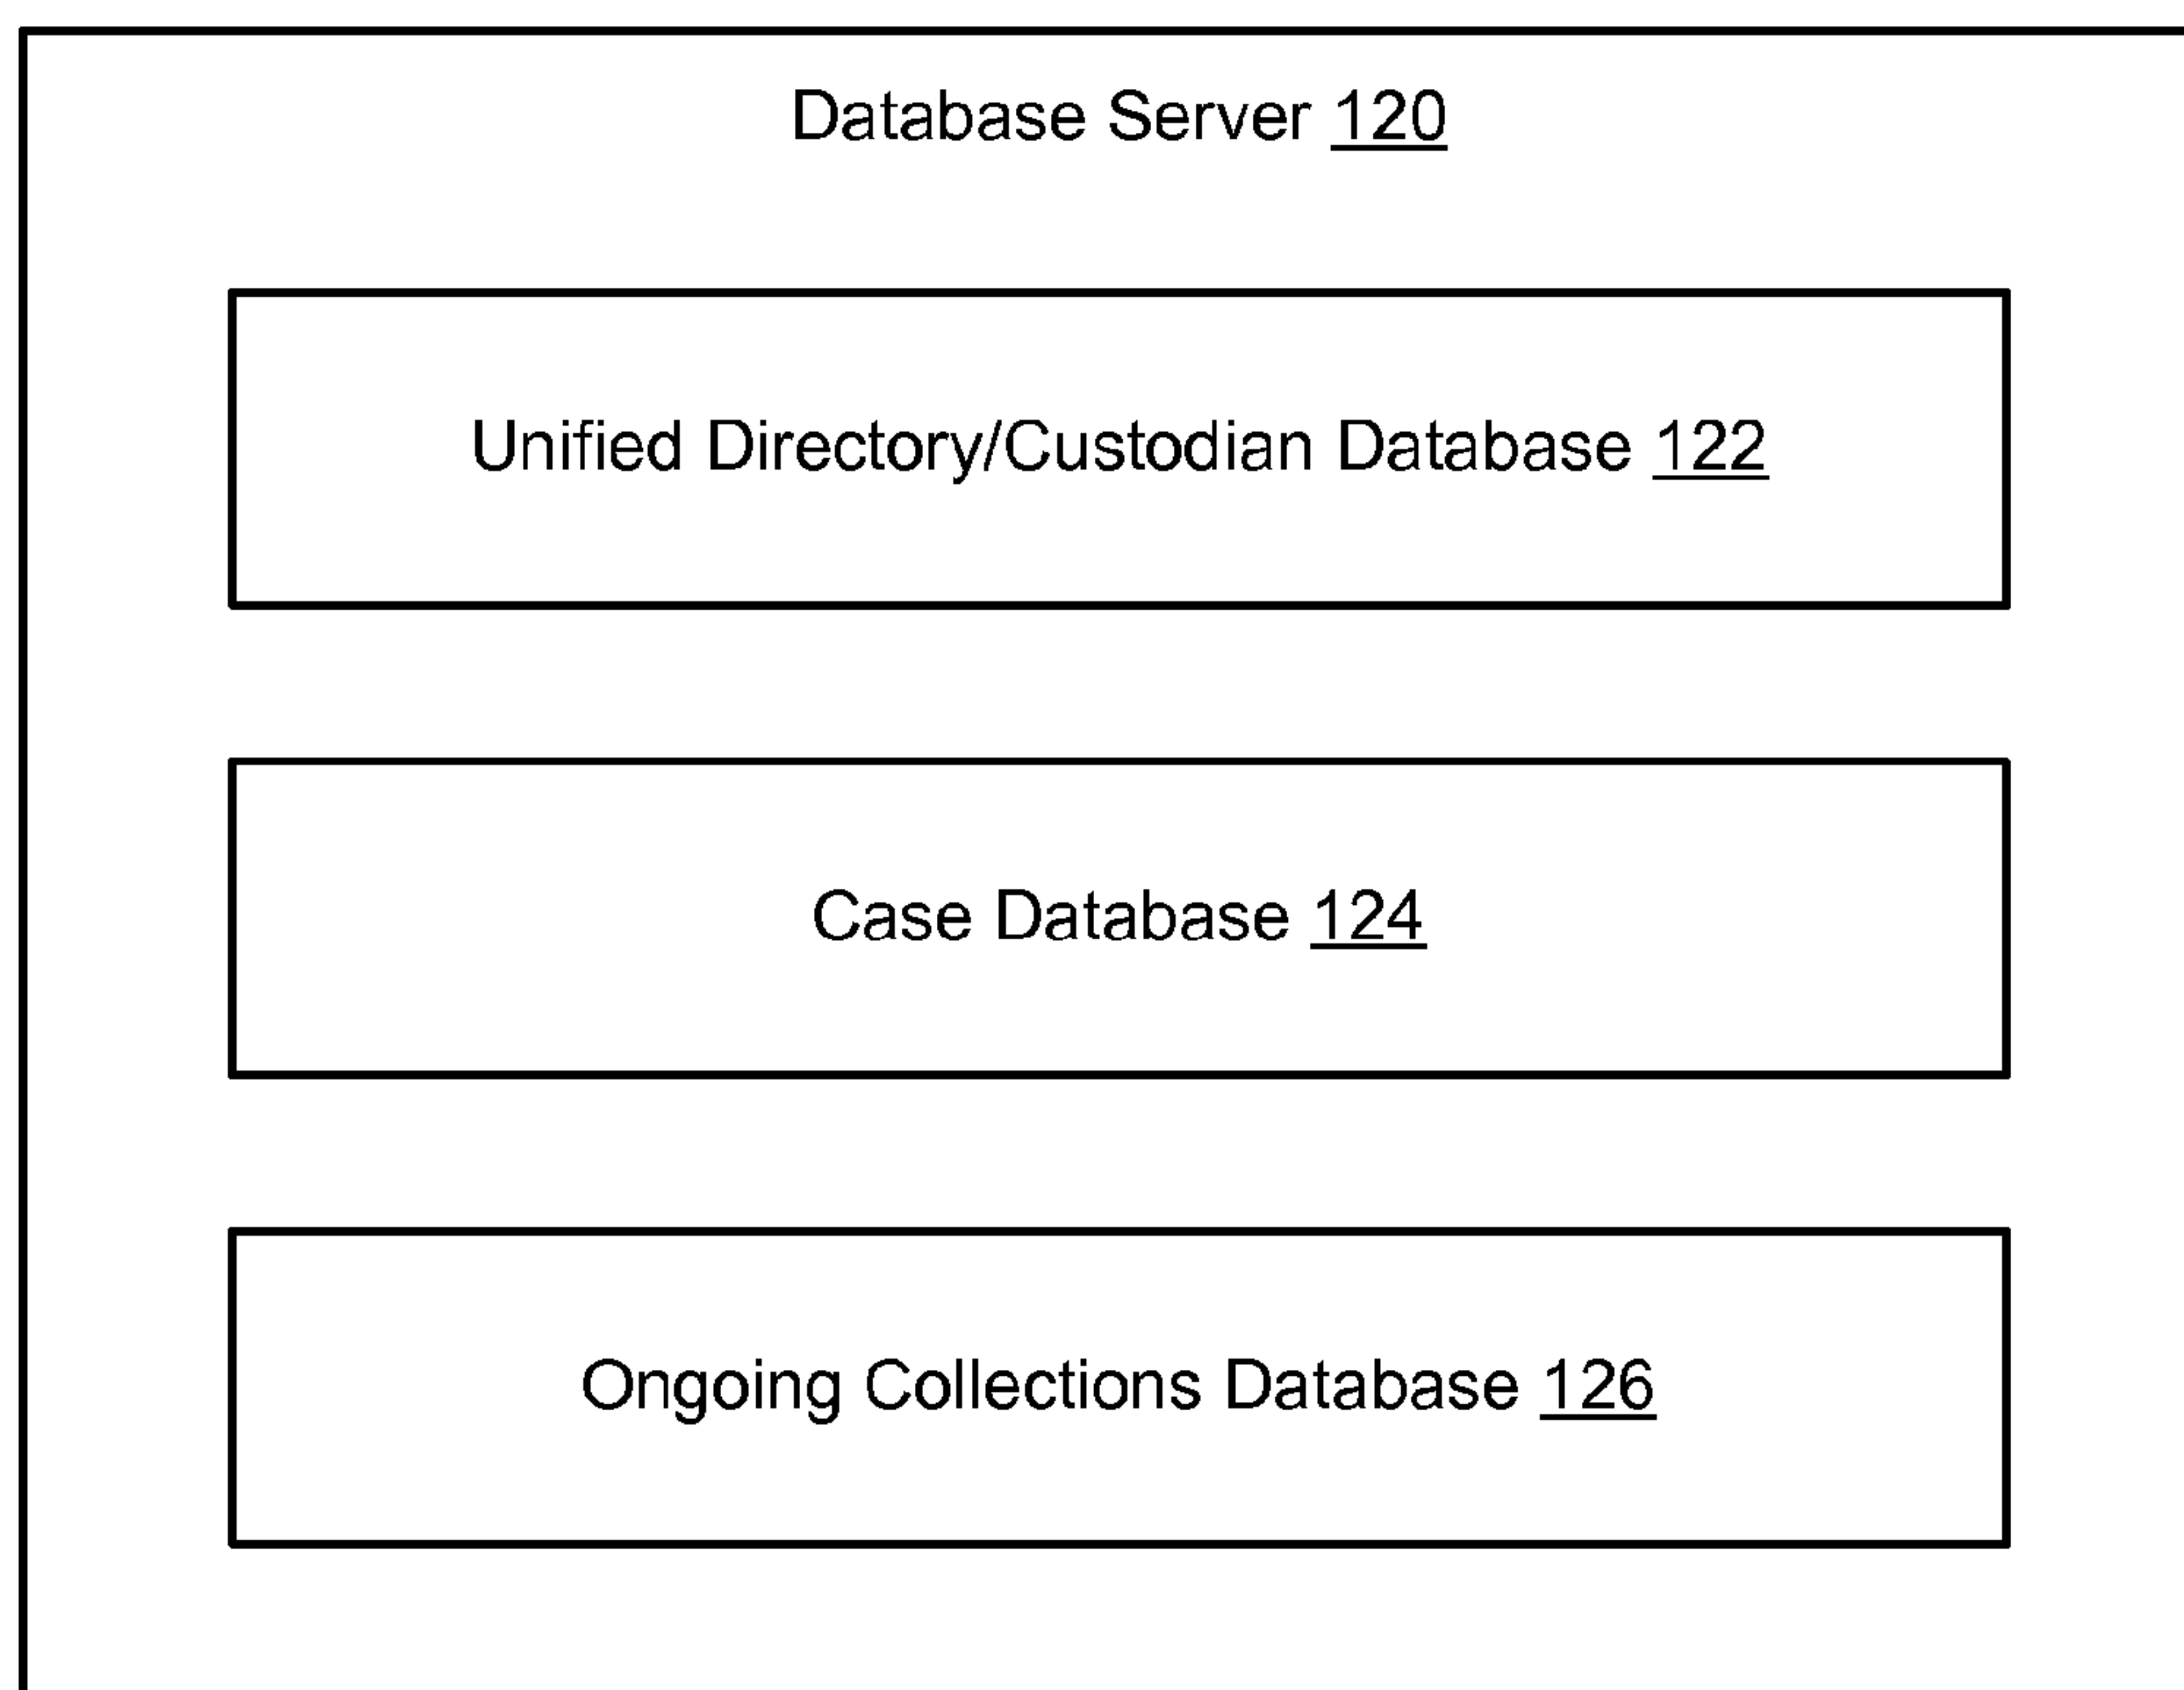 Database Server 120
Unified Directory/Custodian Database 122
Case Database 124
Ongoing Collections Database 126